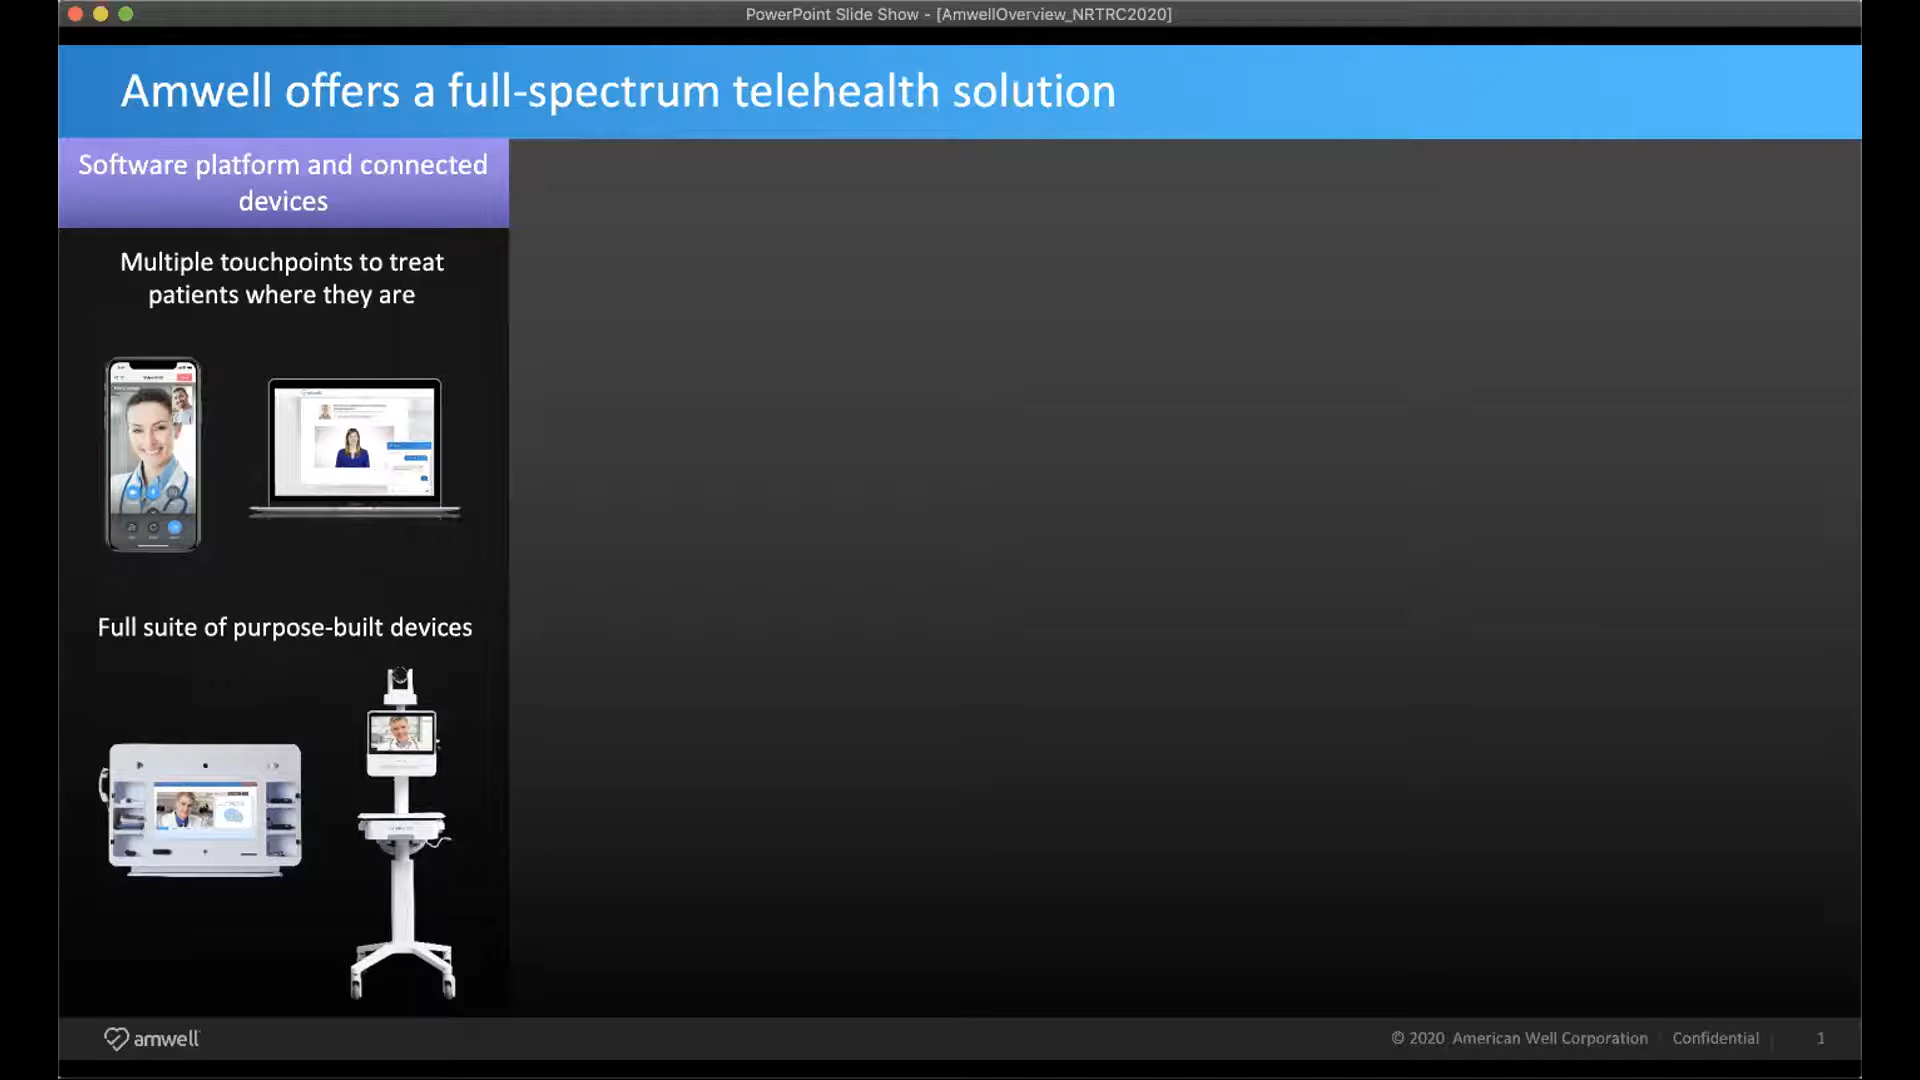 PowerPoint Slide Show - [AmwellOverview_NRTRC2020]
Amwell offers a full-spectrum telehealth solution
Software platform and connected
devices
Multiple touchpoints to treat
patients where they are
Full suite of purpose-built devices
amwell
© 2020 American Well Corporation Confidential 1